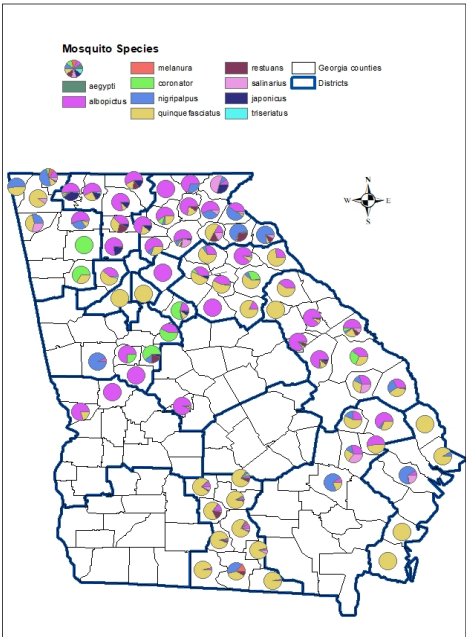 Mosquito Species
melanura restuans Georgia counties
aegypti coronator salinarius Districts
albopictus nigripalpus japonicus
quinquefasciatus triseriatus
N
W E
S